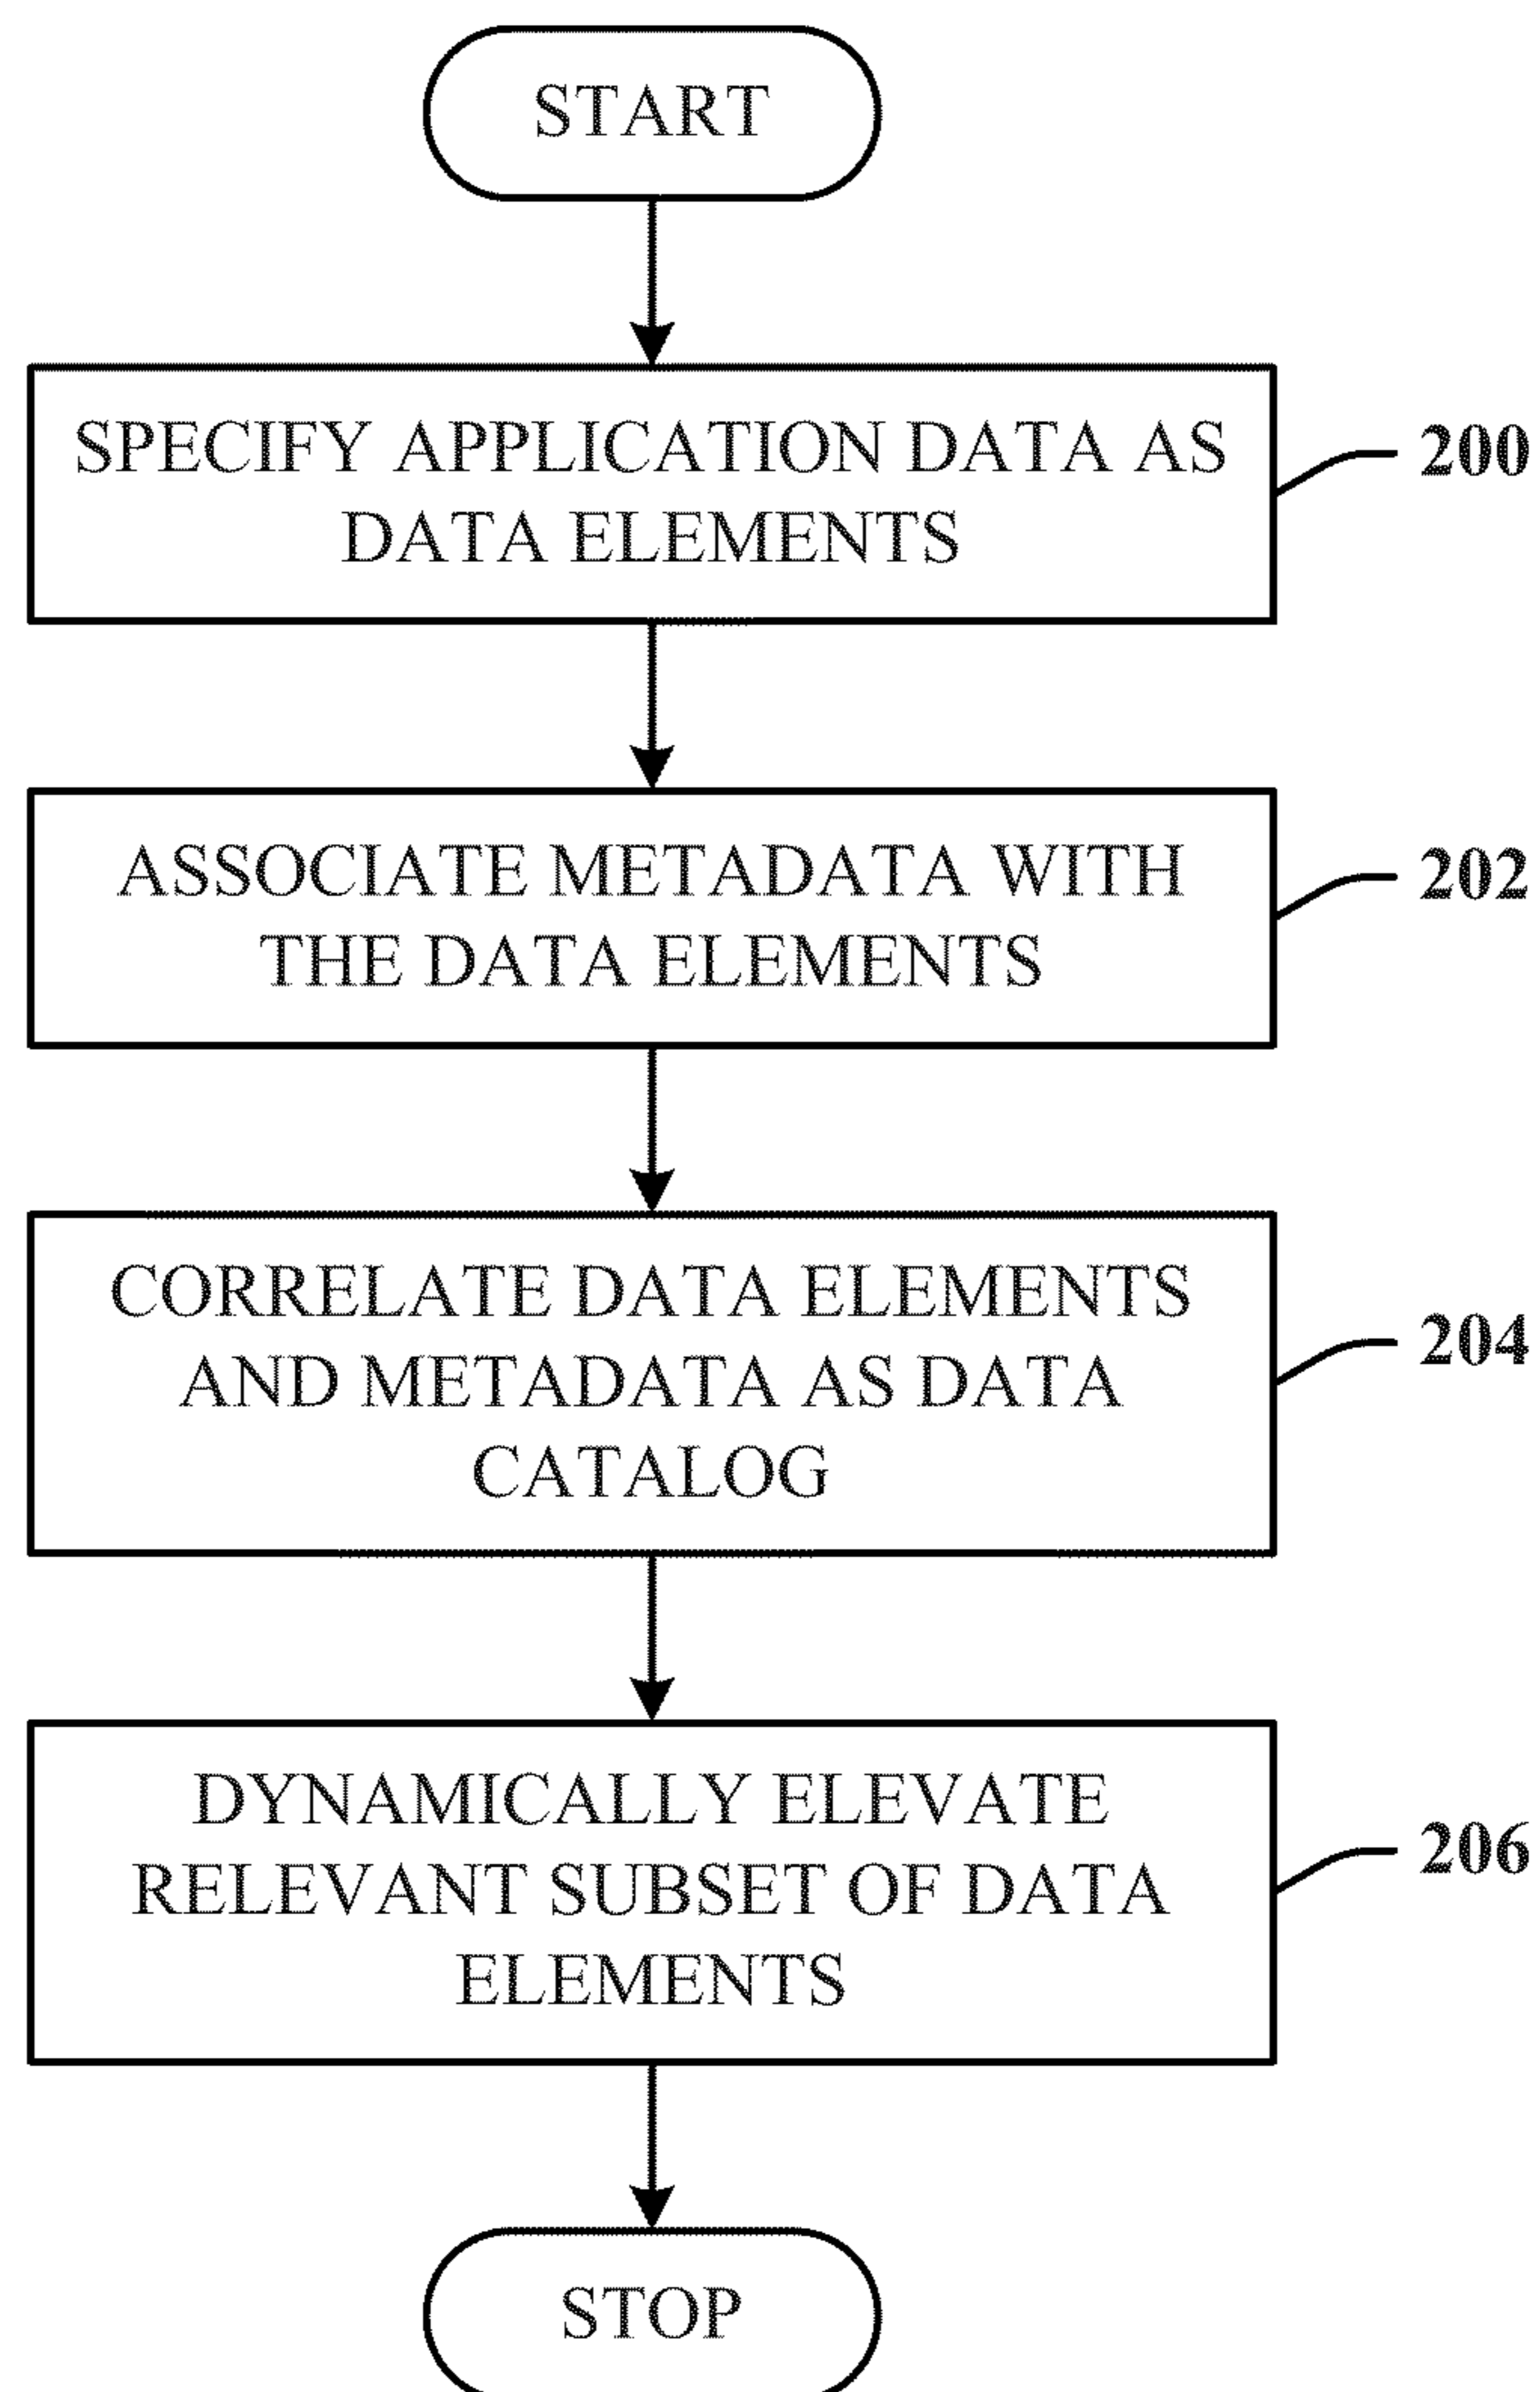 START
SPECIFY APPLICATION DATA AS
DATA ELEMENTS
200
ASSOCIATE METADATA WITH
THE DATA ELEMENTS
202
CORRELATE DATA ELEMENTS
AND METADATA AS DATA
CATALOG
204
DYNAMICALLY ELEVATE
RELEVANT SUBSET OF DATA
ELEMENTS
206
STOP